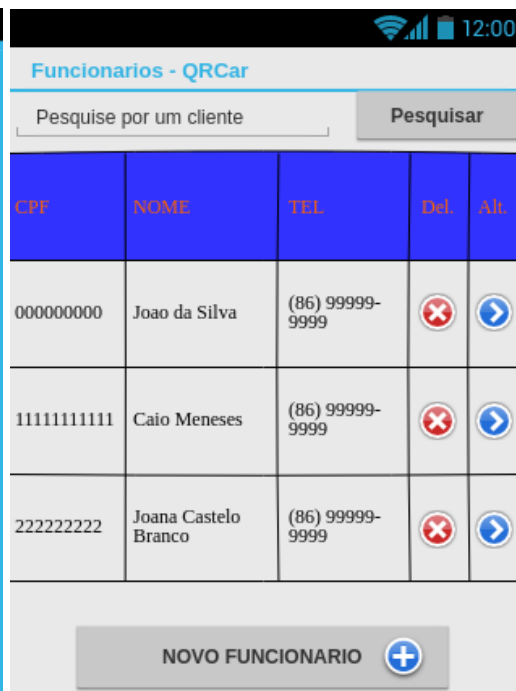 12:00
Funcionarios - QRCar
Pesquise por um cliente Pesquisar
CPF NOME TEL Del. Alt.
000000000 Joao da Silva (86) 99999-
9999
11111111111 Caio Meneses (86) 99999-
9999
222222222 Joana Castelo
Branco (86) 99999-
9999
NOVO FUNCIONARIO